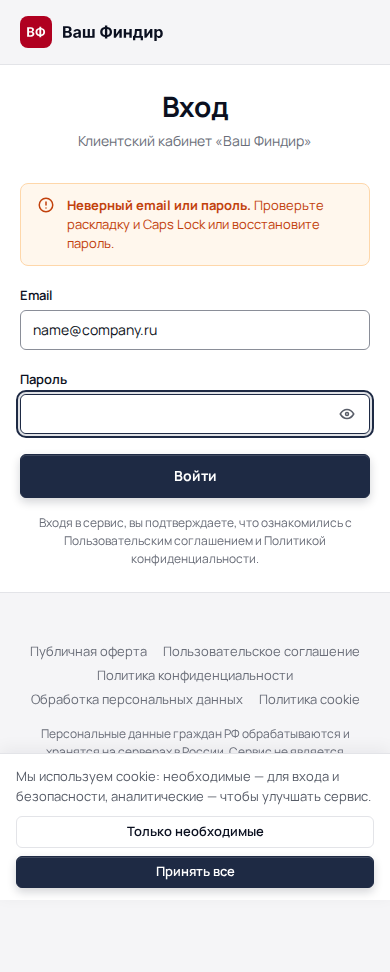 ВФ Ваш Финдир
Вход
Клиентский кабинет «Ваш Финдир»
Неверный email или пароль. Проверьте
раскладку и Caps Lock или восстановите
пароль.
Email
name@company.ru
Пароль
Войти
Входя в сервис, вы подтверждаете, что ознакомились с
Пользовательским соглашением и Политикой
конфиденциальности.
Публичная оферта Пользовательское соглашение
Политика конфиденциальности
Обработка персональных данных Политика cookie
Персональные данные граждан РФ обрабатываются и
хранятся на серверах в России. Сервис не является
Мы используем cookie: необходимые — для входа и
безопасности, аналитические — чтобы улучшать сервис.
Только необходимые
Принять все